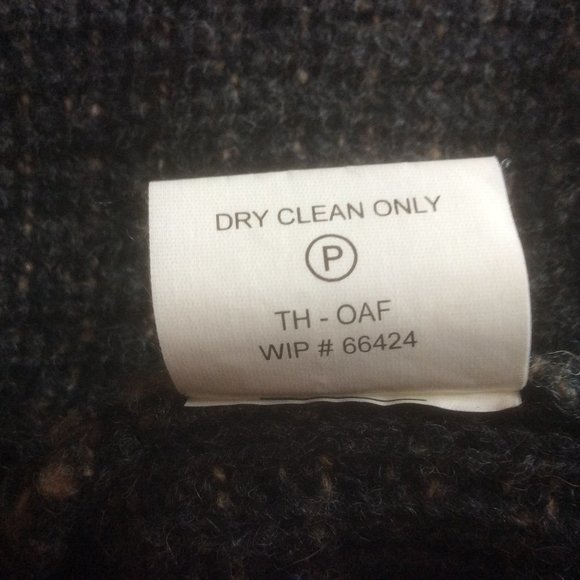 DRY CLEAN ONLY
P
TH - OAF
WIP # 66424